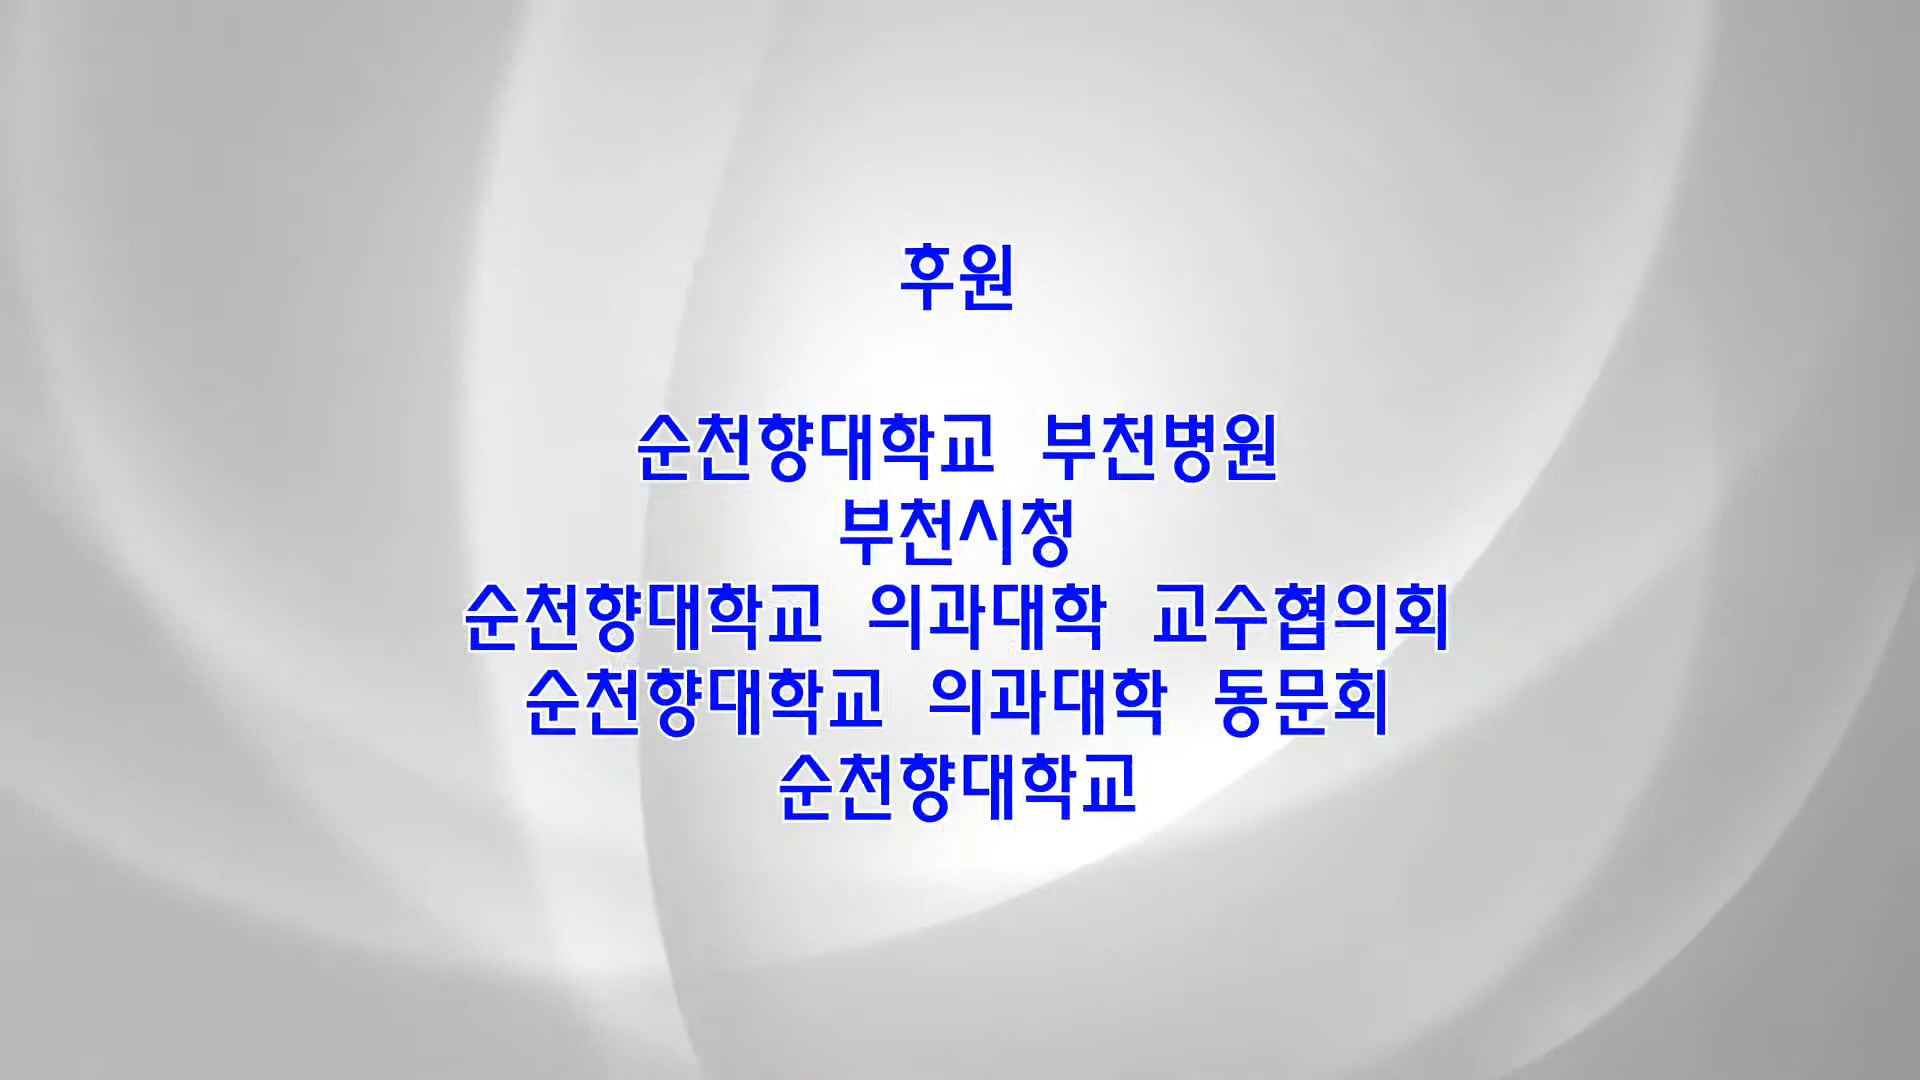 후원
순천향대학교 부천병원
부천시청
순천향대학교 의과대학 교수협의회
순천향대학교 의과대학 동문회
순천향대학교